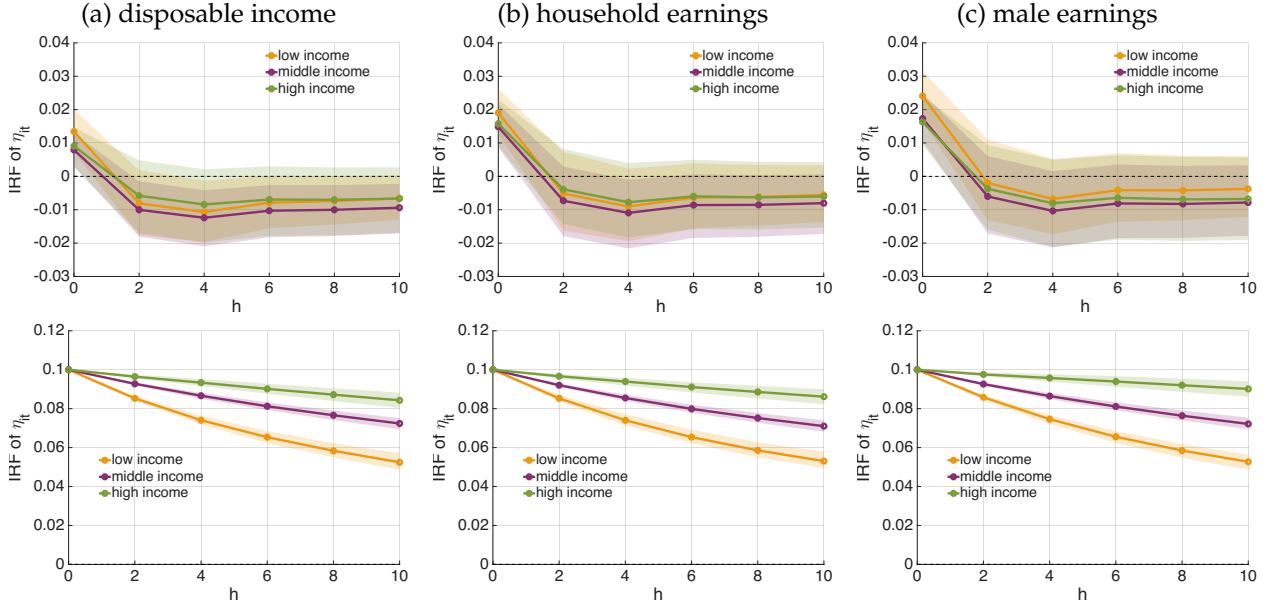 (a) disposable income
(b) household earnings
(c) male earnings
0.04
0.03
0.02
0.01
0
-0.01
-0.02
-0.03
IRF of ηit
low income
middle income
high income
0 2 4 6 8 10
h
0.04
0.03
0.02
0.01
0
-0.01
-0.02
-0.03
IRF of ηit
low income
middle income
high income
0 2 4 6 8 10
h
0.04
0.03
0.02
0.01
0
-0.01
-0.02
-0.03
IRF of ηit
low income
middle income
high income
0 2 4 6 8 10
h
0.12
0.1
0.08
0.06
0.04
0.02
0
IRF of ηit
low income
middle income
high income
0 2 4 6 8 10
h
0.12
0.1
0.08
0.06
0.04
0.02
0
IRF of ηit
low income
middle income
high income
0 2 4 6 8 10
h
0.12
0.1
0.08
0.06
0.04
0.02
0
IRF of ηit
low income
middle income
high income
0 2 4 6 8 10
h